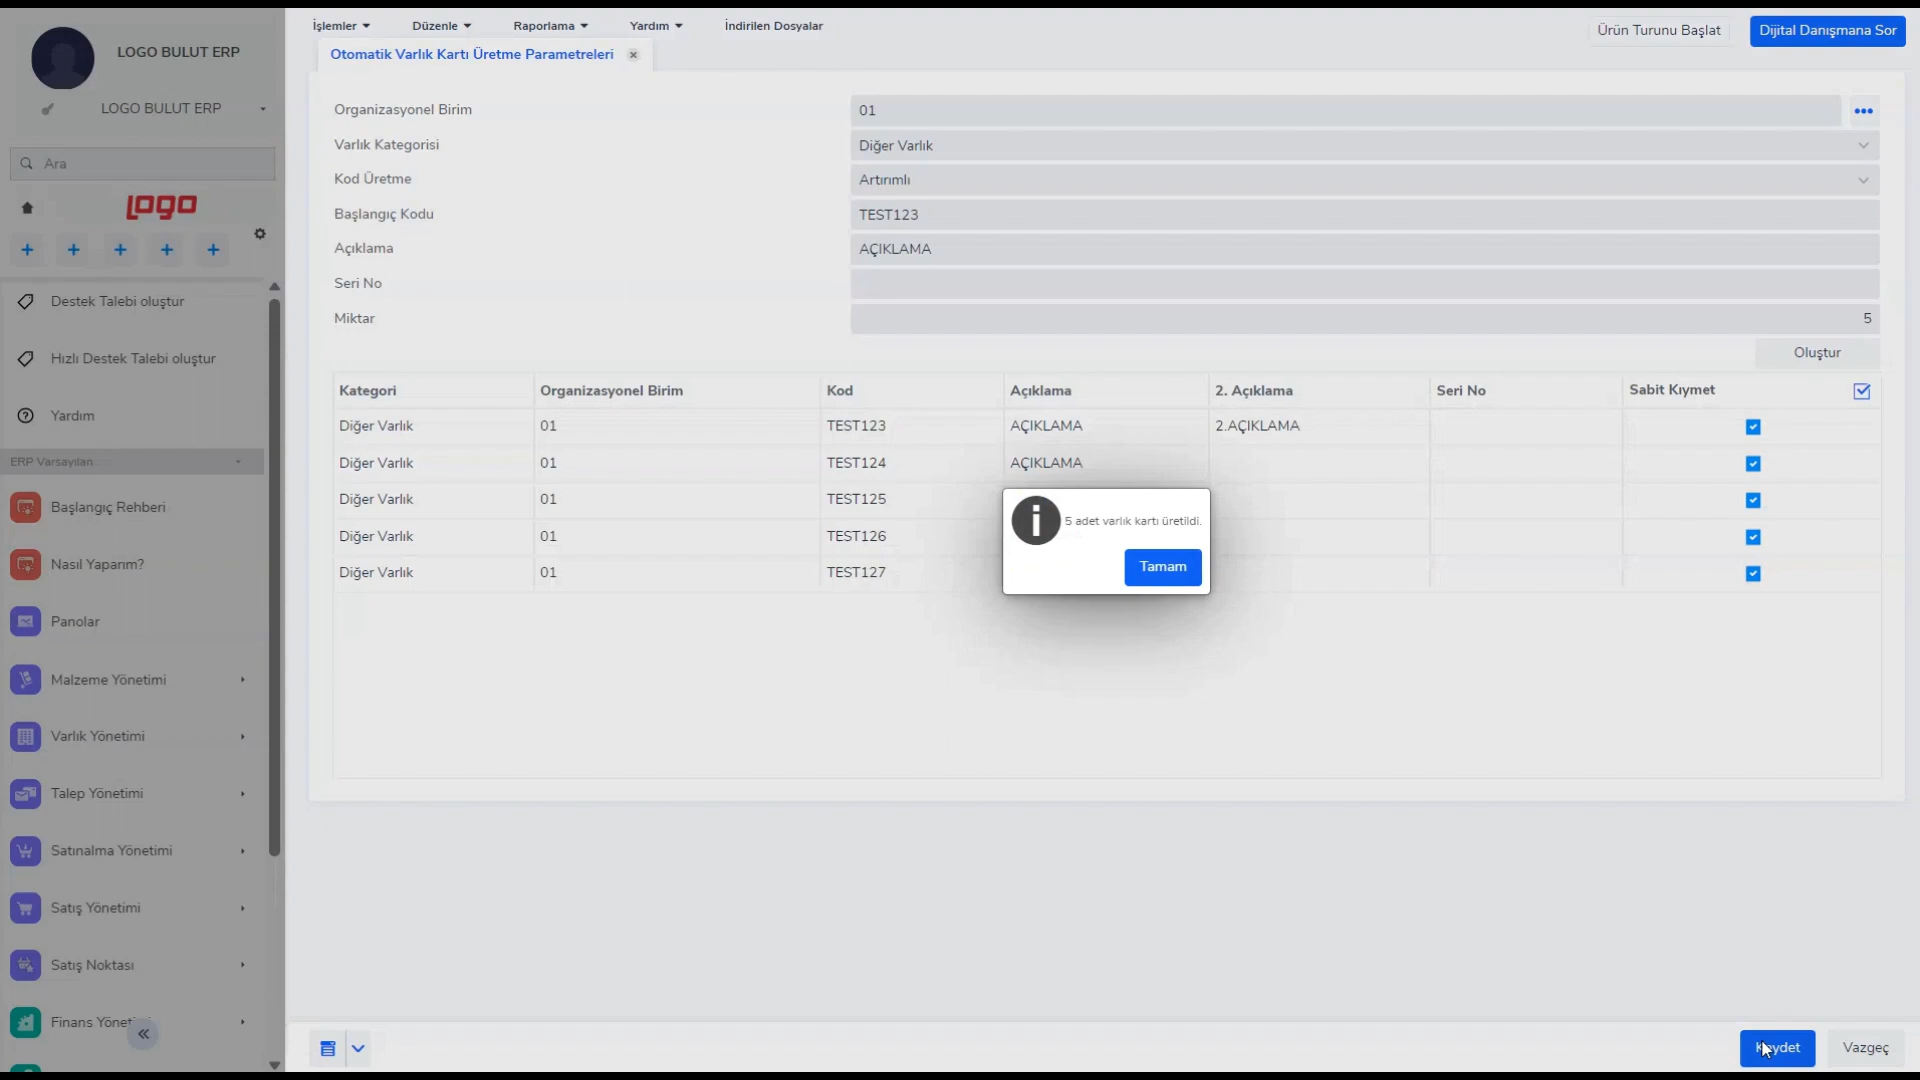 LOGO BULUT ERP
LOGO BULUT ERP
Ara
LOGO
Destek Talebi oluştur
Hızlı Destek Talebi oluştur
Yardım
ERP Varsayılan...
Başlangıç Rehberi
Nasıl Yaparım?
Panolar
Malzeme Yönetimi
Varlık Yönetimi
Talep Yönetimi
Satınalma Yönetimi
Satış Yönetimi
Satış Noktası
Finans Yöneti
İşlemler Düzenle Raporlama Yardım İndirilen Dosyalar
Ürün Turunu Başlat Dijital Danışmana Sor
Otomatik Varlık Kartı Üretme Parametreleri
Organizasyonel Birim 01
Varlık Kategorisi Diğer Varlık
Kod Üretme Artırımlı
Başlangıç Kodu TEST123
Açıklama AÇIKLAMA
Seri No
Miktar 5
Oluştur
Kategori Organizasyonel Birim Kod Açıklama 2. Açıklama Seri No Sabit Kıymet
Diğer Varlık 01 TEST123 AÇIKLAMA 2.AÇIKLAMA
Diğer Varlık 01 TEST124 AÇIKLAMA
Diğer Varlık 01 TEST125
Diğer Varlık 01 TEST126
Diğer Varlık 01 TEST127
5 adet varlık kartı üretildi.
Tamam
Kaydet Vazgeç